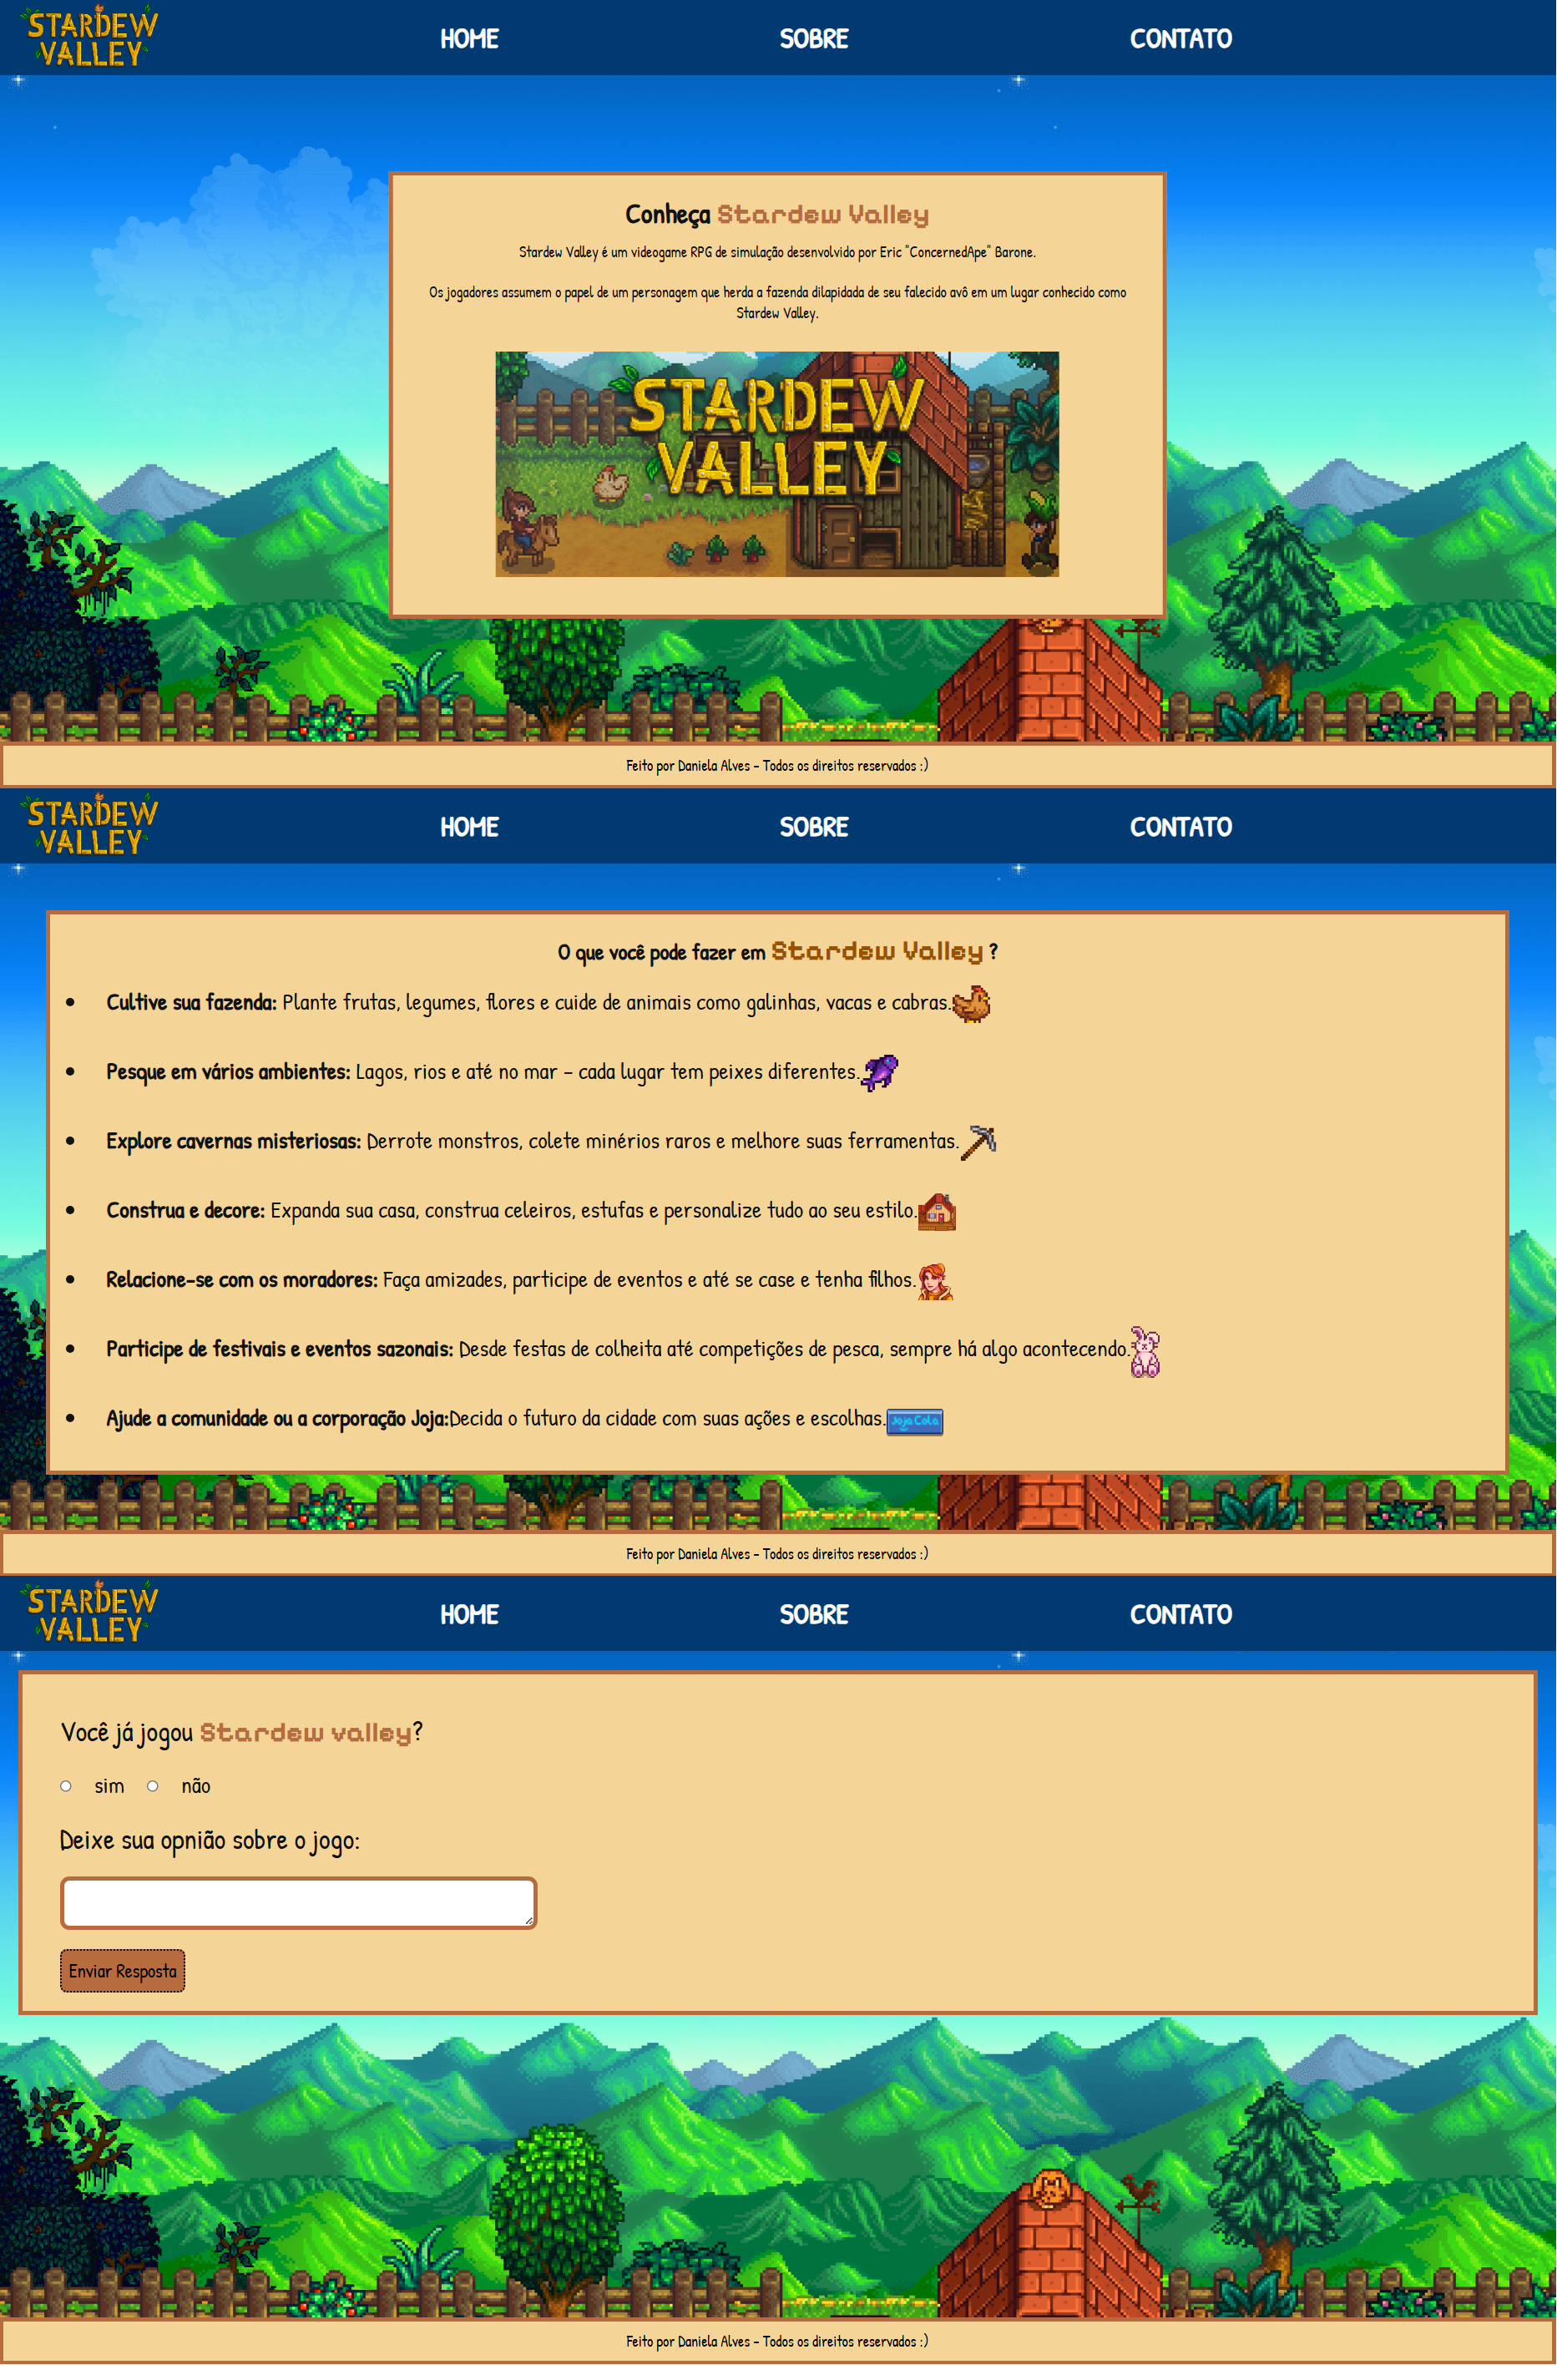 STARDEW
VALLEY
HOME SOBRE CONTATO
Conheça Stardew Valley
Stardew Valley é um videogame RPG de simulação desenvolvido por Eric "ConcernedApe" Barone.
Os jogadores assumem o papel de um personagem que herda a fazenda dilapidada de seu falecido avô em um lugar conhecido como
Stardew Valley.
STARDEW
VALLEY
Feito por Daniela Alves - Todos os direitos reservados :)
STARDEW
VALLEY
HOME SOBRE CONTATO
O que você pode fazer em Stardew Valley ?
Cultive sua fazenda: Plante frutas, legumes, flores e cuide de animais como galinhas, vacas e cabras.
Pesque em vários ambientes: Lagos, rios e até no mar - cada lugar tem peixes diferentes.
Explore cavernas misteriosas: Derrote monstros, colete minérios raros e melhore suas ferramentas.
Construa e decore: Expanda sua casa, construa celeiros, estufas e personalize tudo ao seu estilo.
Relacione-se com os moradores: Faça amizades, participe de eventos e até se case e tenha filhos.
Participe de festivais e eventos sazonais: Desde festas de colheita até competições de pesca, sempre há algo acontecendo.
Ajude a comunidade ou a corporação Joja:Decida o futuro da cidade com suas ações e escolhas. Joja Cola
Feito por Daniela Alves - Todos os direitos reservados :)
STARDEW
VALLEY
HOME SOBRE CONTATO
Você já jogou Stardew valley?
sim não
Deixe sua opnião sobre o jogo:
Enviar Resposta
Feito por Daniela Alves - Todos os direitos reservados :)